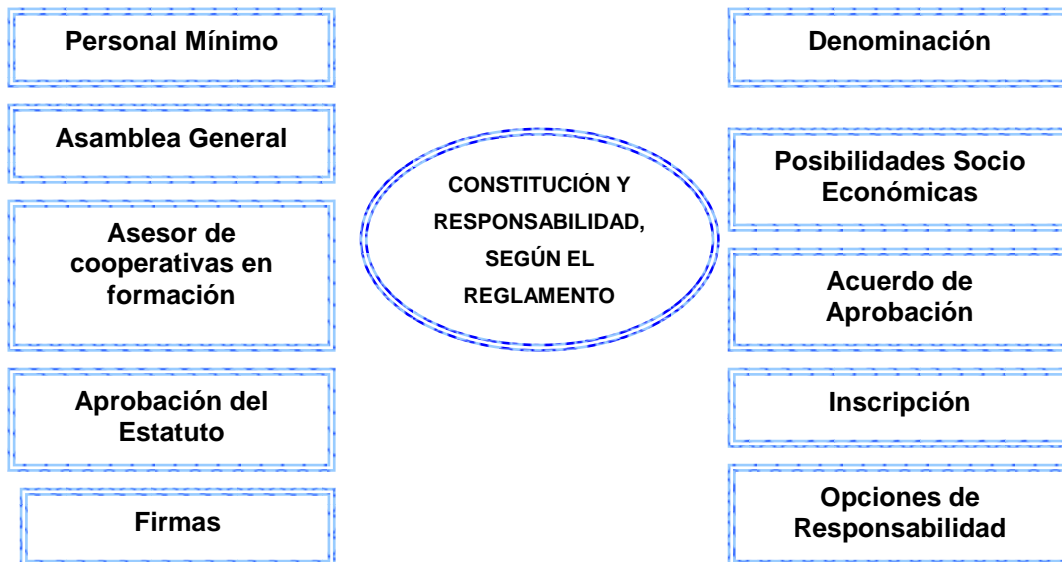 Personal Mínimo
Asamblea General
Asesor de
cooperativas en
formación
Aprobación del
Estatuto
Firmas
CONSTITUCIÓN Y
RESPONSABILIDAD,
SEGÚN EL
REGLAMENTO
Denominación
Posibilidades Socio
Económicas
Acuerdo de
Aprobación
Inscripción
Opciones de
Responsabilidad